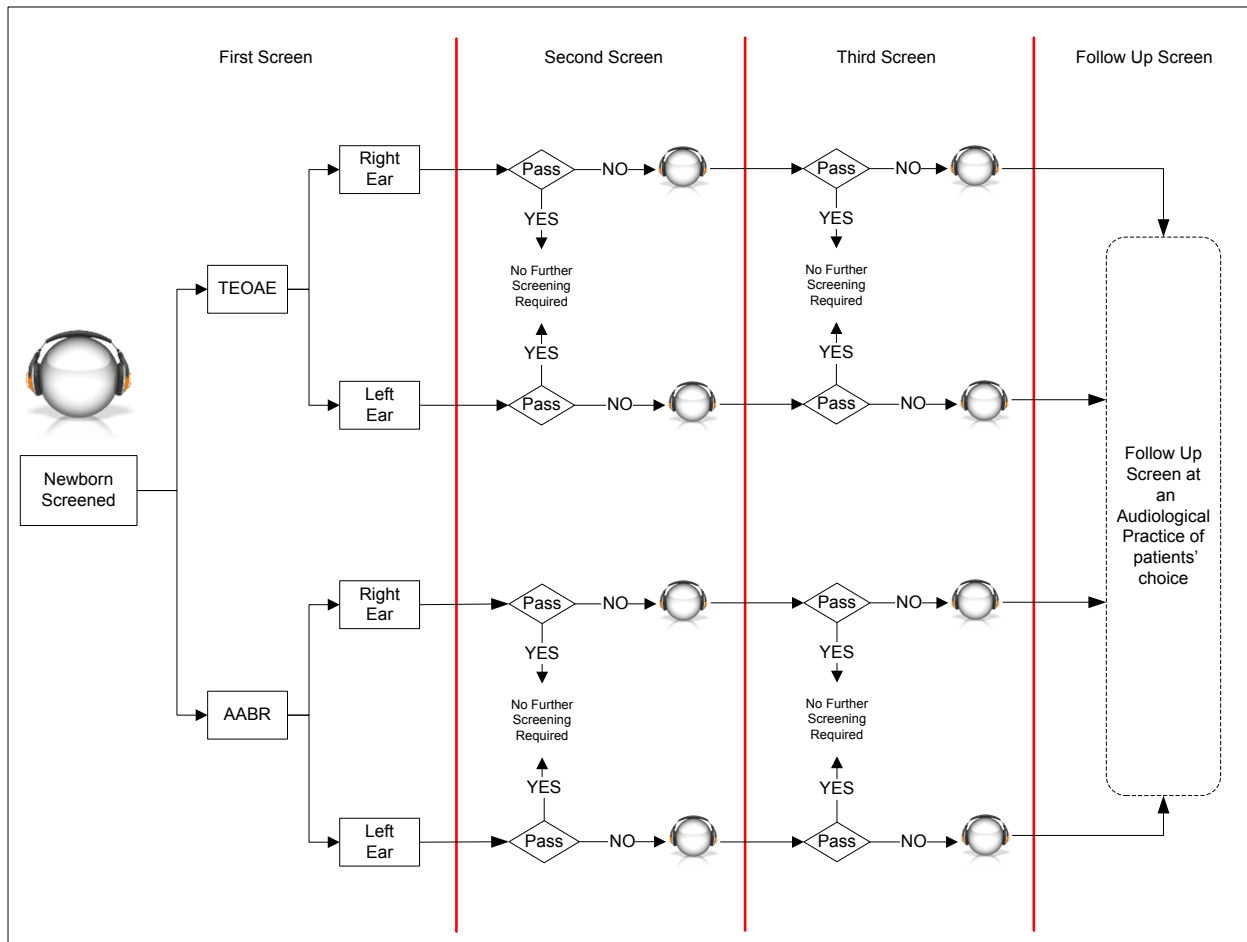 First Screen
Second Screen
Third Screen
Follow Up Screen
Right
Ear
Pass
NO
Pass
NO
YES
YES
No Further
Screening
Required
No Further
Screening
Required
TEOAE
YES
YES
Left
Ear
Pass
NO
Pass
NO
Newborn
Screened
Follow Up
Screen at
an
Audiological
Practice of
patients'
choice
Right
Ear
Pass
NO
Pass
NO
YES
YES
No Further
Screening
Required
No Further
Screening
Required
AABR
YES
YES
Left
Ear
Pass
NO
Pass
NO